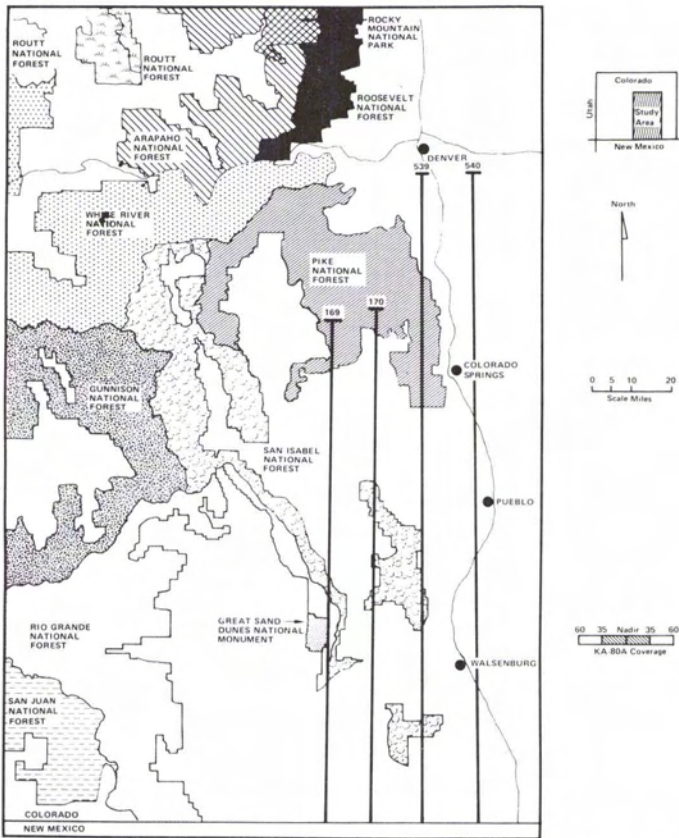 ROUTT
NATIONAL
FOREST
ROUTT
NATIONAL
FOREST
ROCKY
MOUNTAIN
NATIONAL
PARK
ROOSEVELT
NATIONAL
FOREST
ARAPAHO
NATIONAL
FOREST
DENVER
539
540
WHITE RIVER
NATIONAL
FOREST
PIKE
NATIONAL
FOREST
169
170
COLORADO
SPRINGS
GUNNISON
NATIONAL
FOREST
SAN ISABEL
NATIONAL
FOREST
PUEBLO
RIO GRANDE
NATIONAL
FOREST
GREAT SAND
DUNES NATIONAL
MONUMENT
WALSENBURG
SAN JUAN
NATIONAL
FOREST
COLORADO
NEW MEXICO
Colorado
Utah
Study
Area
New Mexico
North
0 5 10 20
Scale Miles
60 35 Nadir 35 60
KA-80A Coverage